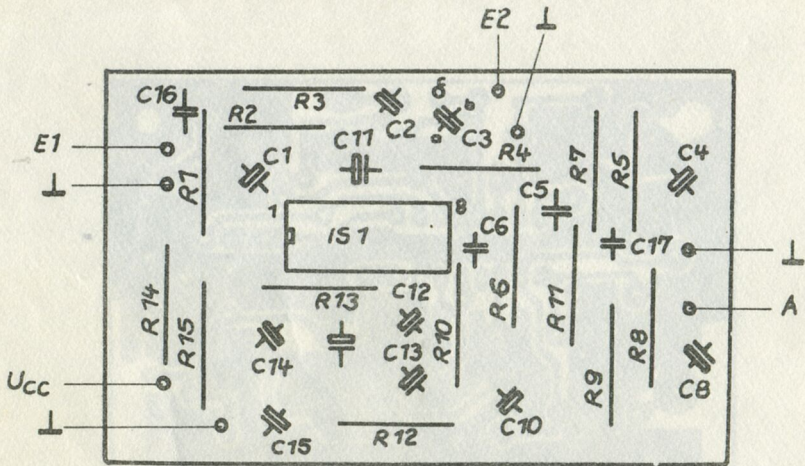 E2 ⊥
C16
R3
R2
C2
δ
a
C3
E1
⊥
R1
C1
C11
R4
R7
R5
C4
1
8
IS1
C5
C6
C17
⊥
R14
R15
R13
C12
R10
R6
R11
A
C14
C13
R9
R8
C8
UCC
⊥
C15
R12
C10